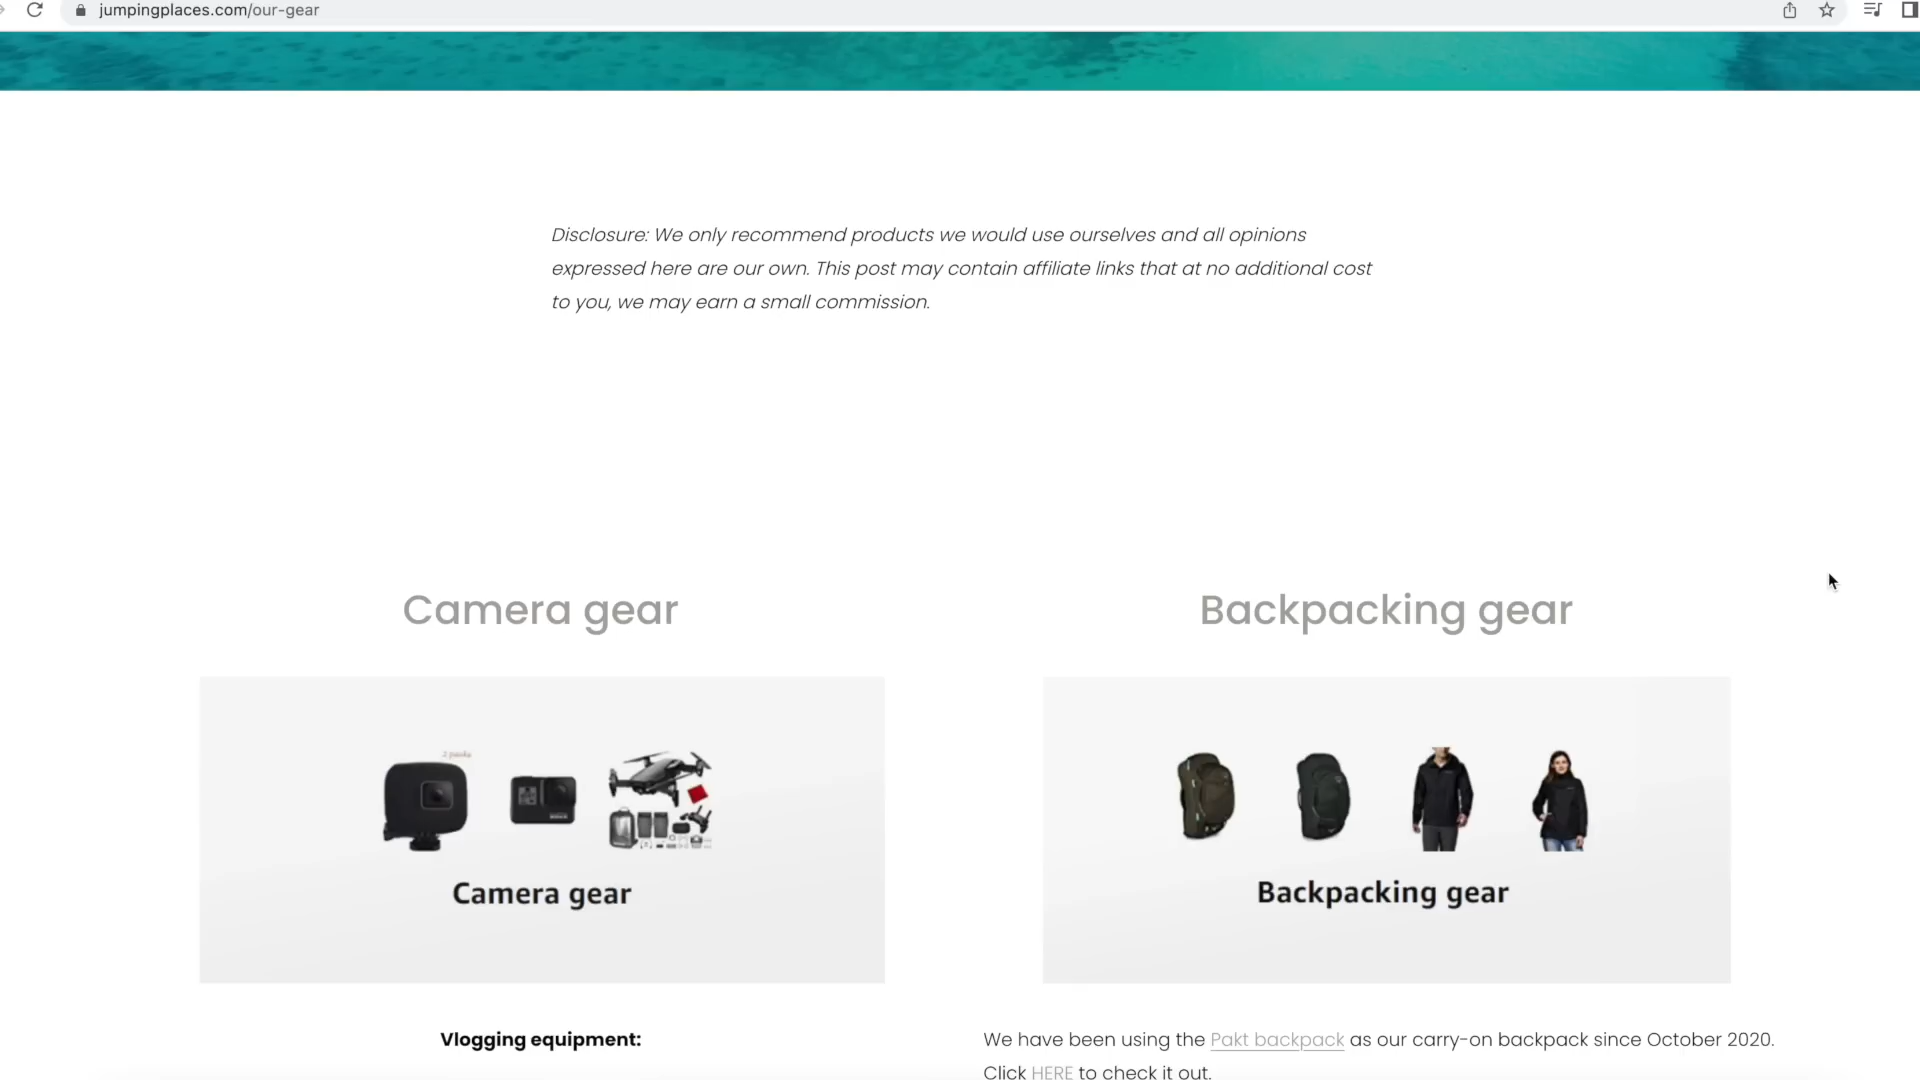 jumpingplaces.com/our-gear
Disclosure: We only recommend products we would use ourselves and all opinions
expressed here are our own. This post may contain affiliate links that at no additional cost
to you, we may earn a small commission.
Camera gear
Backpacking gear
2 packs
Camera gear
Backpacking gear
Vlogging equipment:
We have been using the Pakt backpack as our carry-on backpack since October 2020.
Click HERE to check it out.